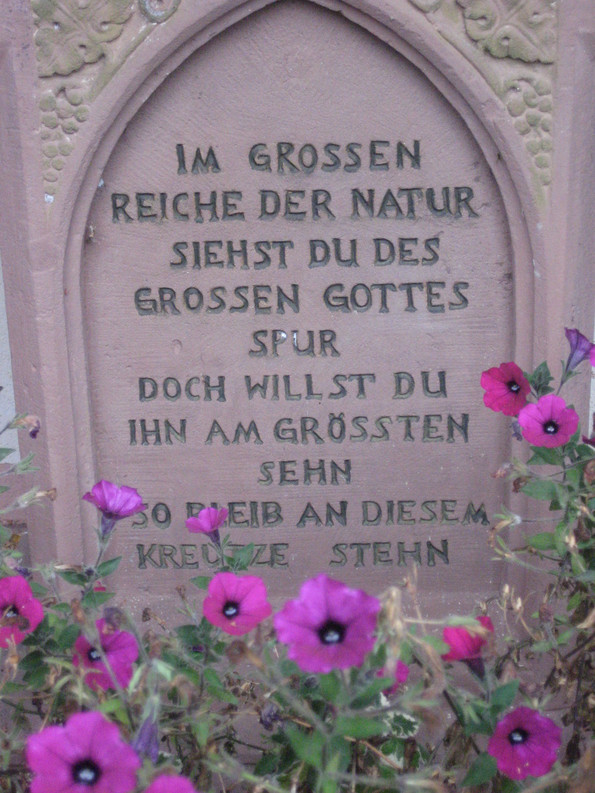 IM GROSSEN
REICHE DER NATUR
SIEHST DU DES
GROSSEN GOTTES
SPUR
DOCH WILLST DU
IHN AM GRÖSSTEN
SEHN
SO BLEIB AN DIESEM
KREUTZE STEHN